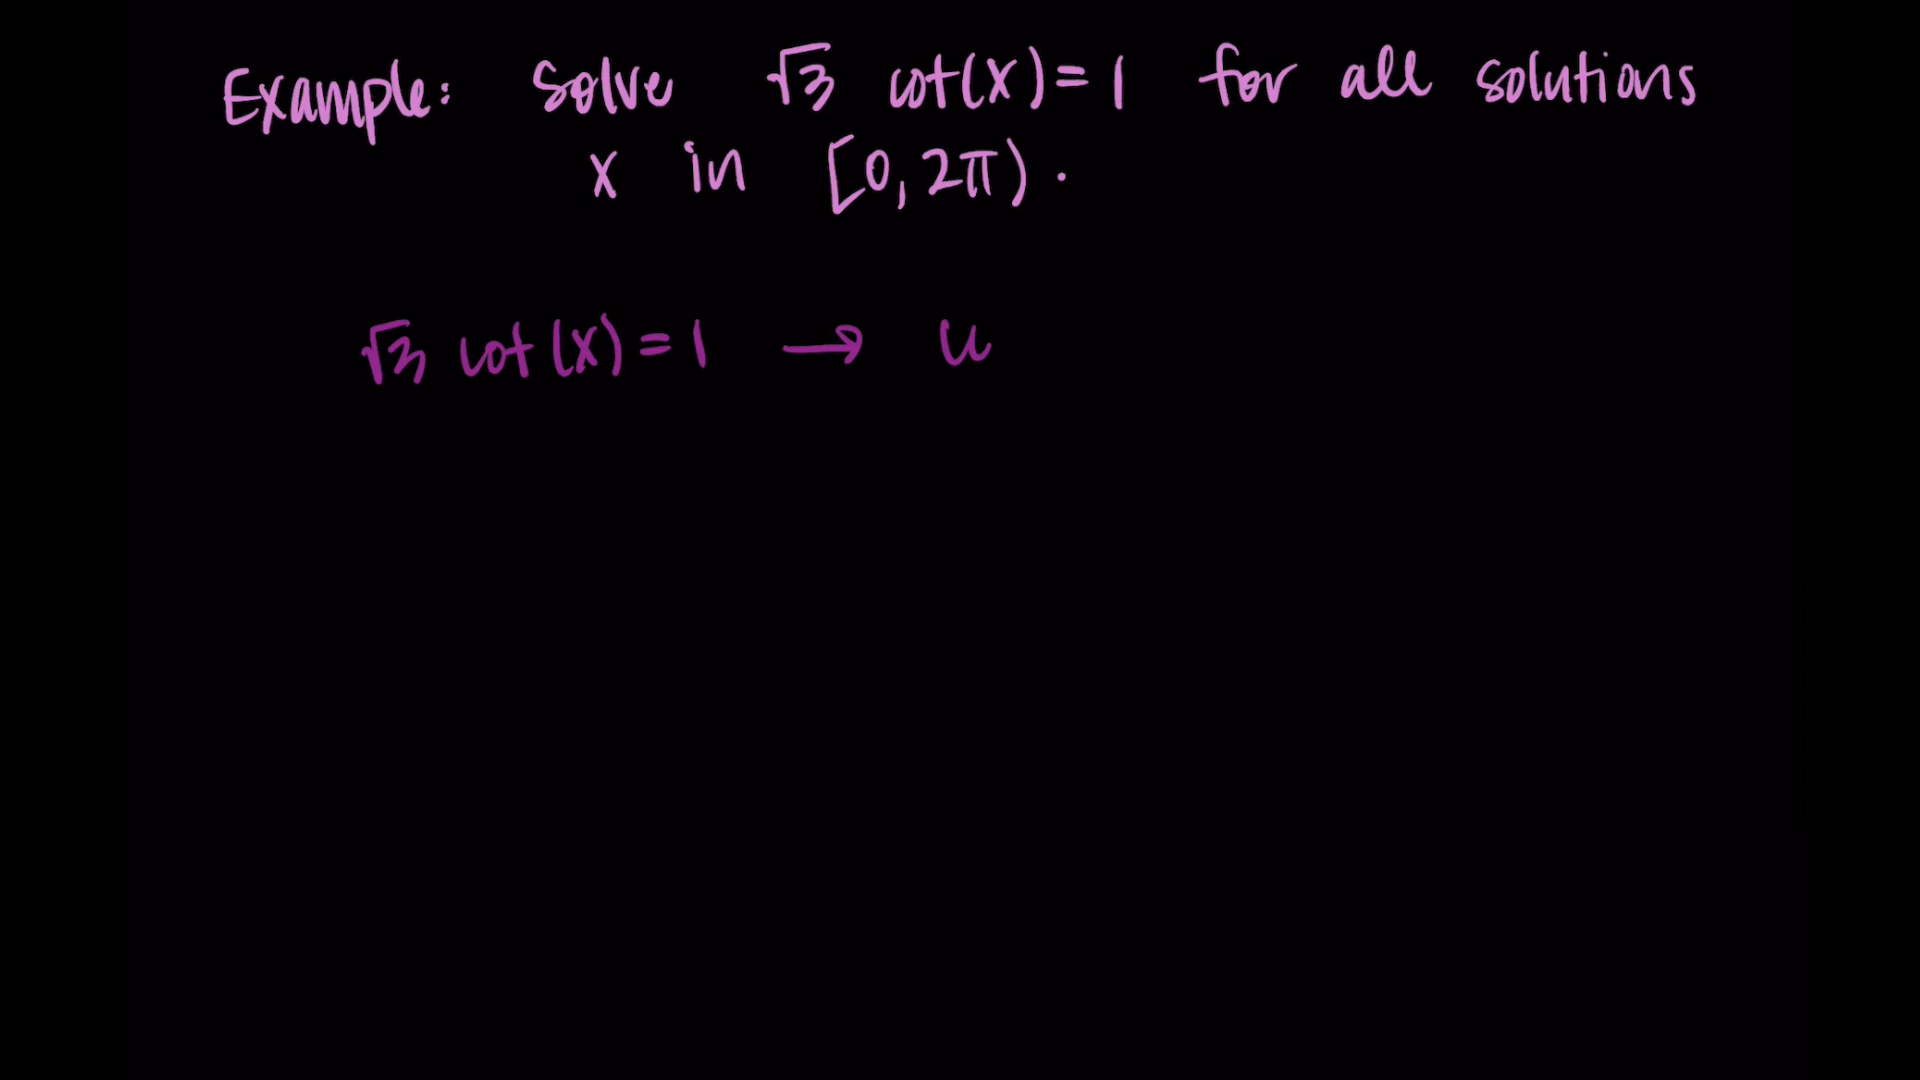 Example: Solve √3 cot(x)=1 for all solutions
x in [0, 2π).
√3 cot(x)=1 → u